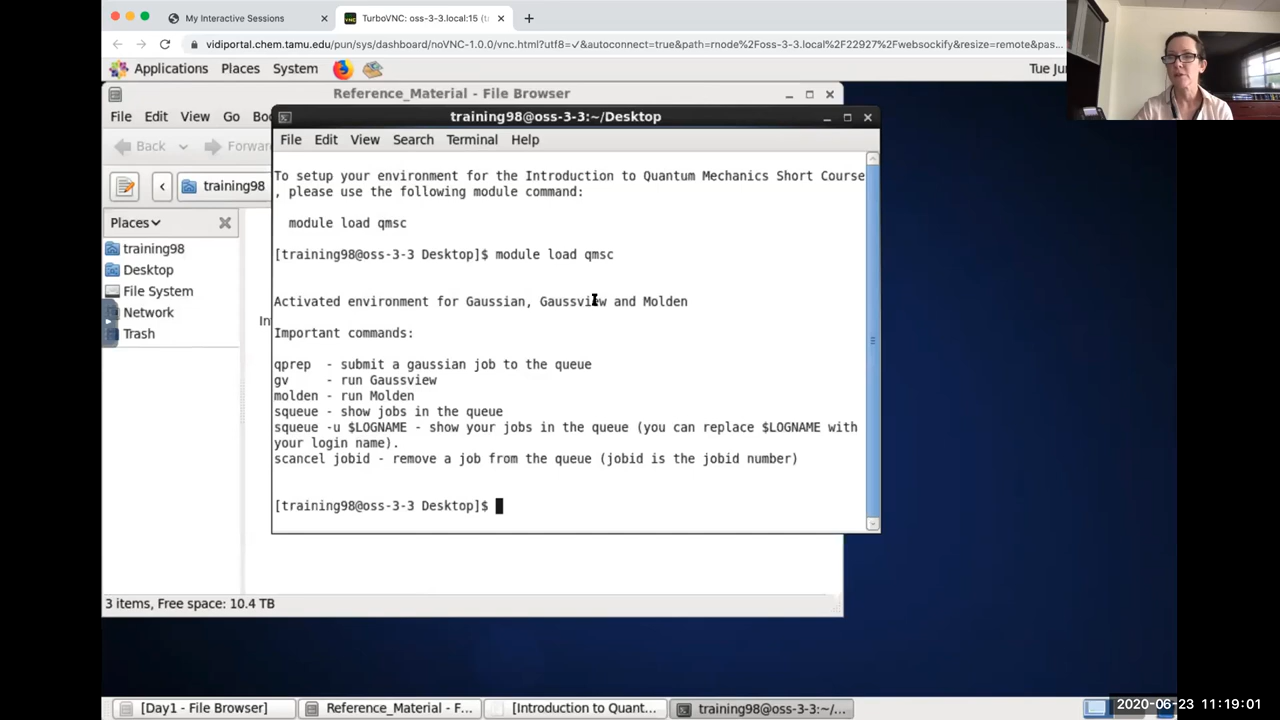 My Interactive Sessions
TurboVNC: oss-3-3.local:15 (t
vidiportal.chem.tamu.edu/pun/sys/dashboard/noVNC-1.0.0/vnc.html?utf8=✓&autoconnect=true&path=rnode%2Foss-3-3.local%2F22927%2Fwebsockify&resize=remote&pas...
Applications Places System
Tue Jun
Reference_Material - File Browser
File Edit View Go Boo
Back
Forward
training98
Places
training98
Desktop
File System
Network
Trash
In
3 items, Free space: 10.4 TB
training98@oss-3-3:~/Desktop
File Edit View Search Terminal Help
To setup your environment for the Introduction to Quantum Mechanics Short Course
, please use the following module command:
module load qmsc
[training98@oss-3-3 Desktop]$ module load qmsc
Activated environment for Gaussian, Gaussview and Molden
Important commands:
qprep - submit a gaussian job to the queue
gv - run Gaussview
molden - run Molden
squeue - show jobs in the queue
squeue -u $LOGNAME - show your jobs in the queue (you can replace $LOGNAME with
your login name).
scancel jobid - remove a job from the queue (jobid is the jobid number)
[training98@oss-3-3 Desktop]$
[Day1 - File Browser]
Reference_Material - F...
[Introduction to Quant...
training98@oss-3-3:~/...
2020-06-23 11:19:01